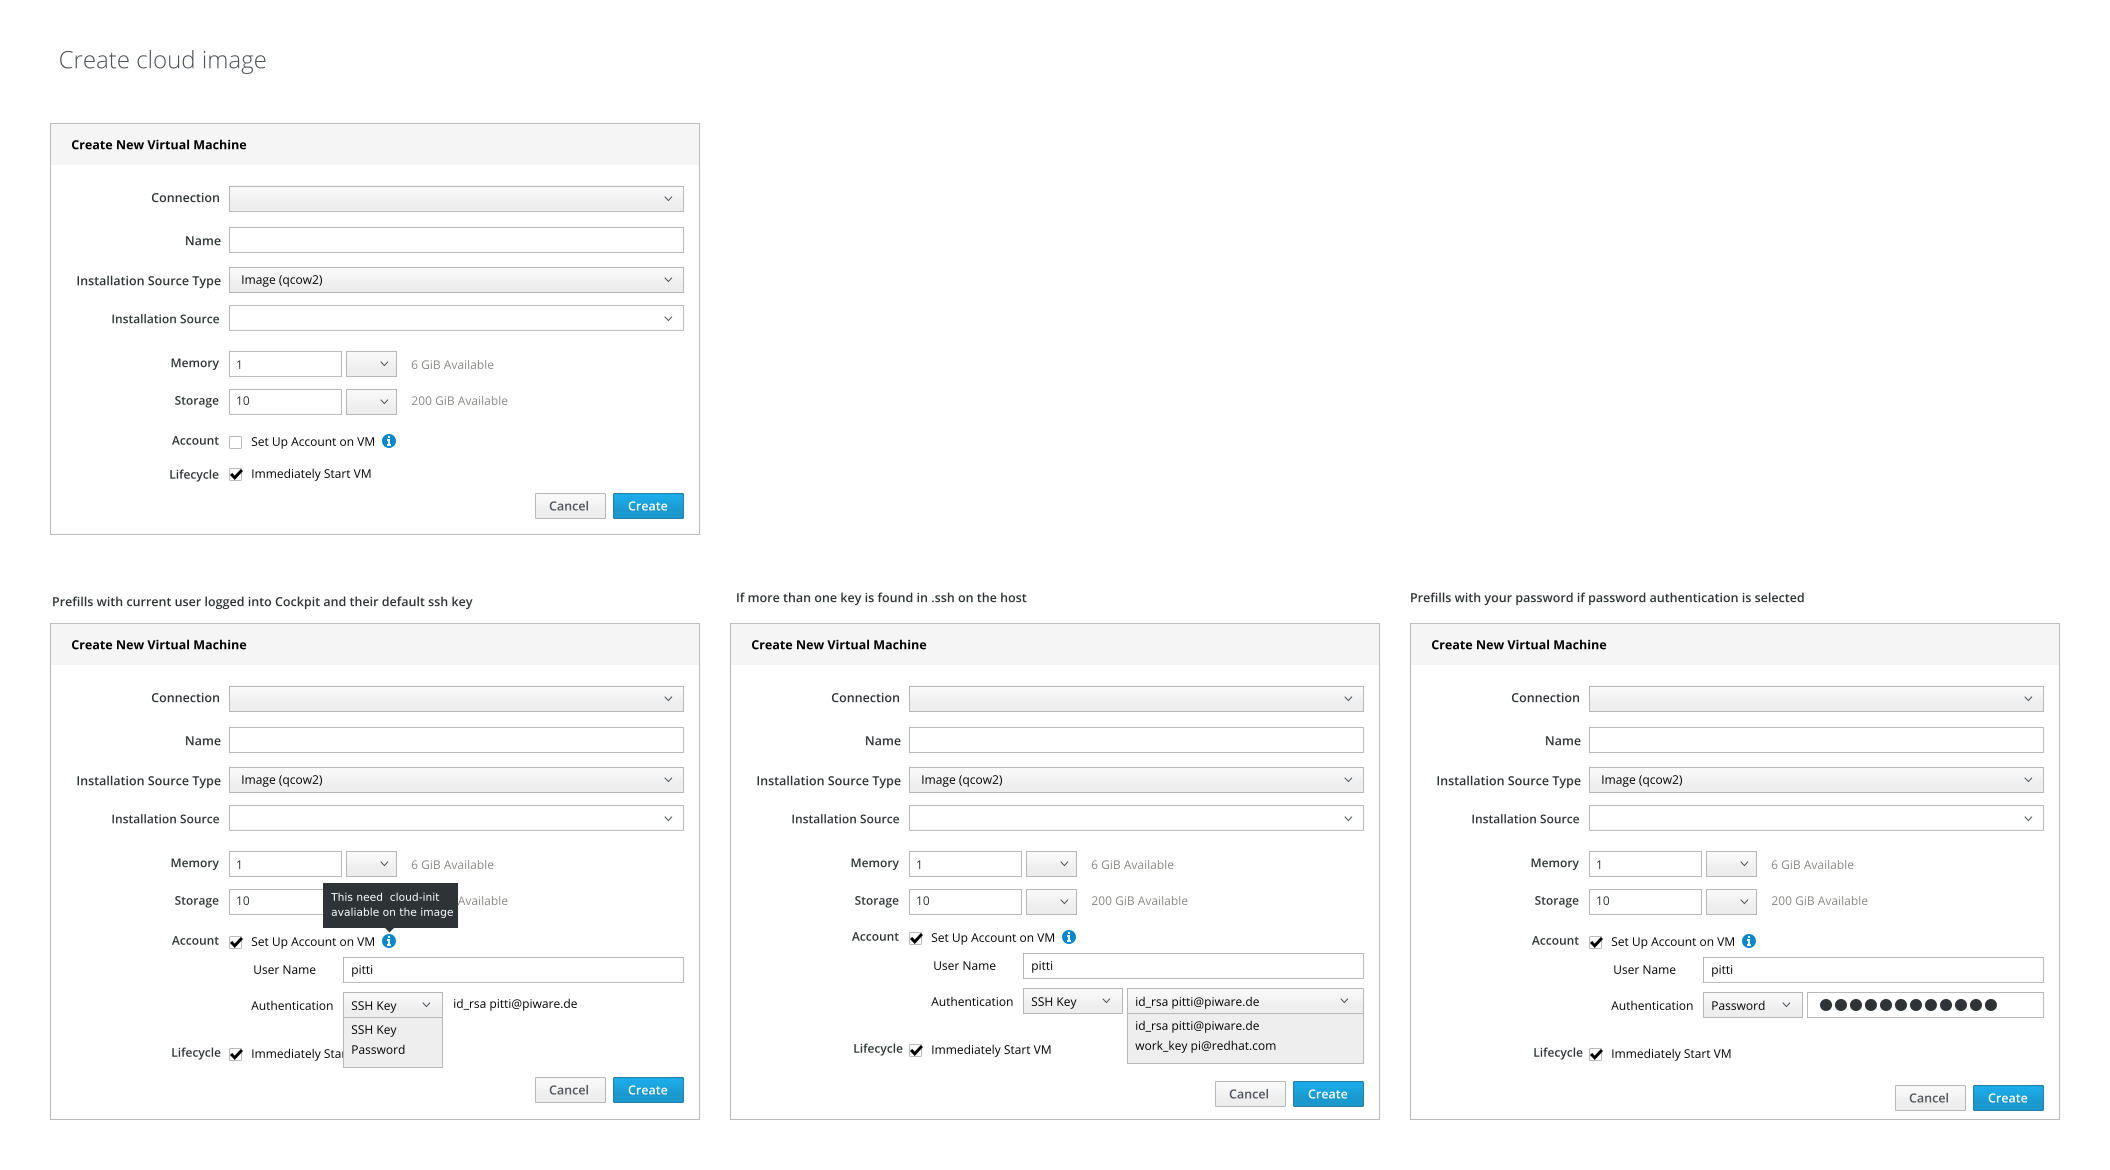 Create cloud image
Create New Virtual Machine
Connection
Name
Installation Source Type Image (qcow2)
Installation Source
Memory 1 6 GiB Available
Storage 10 200 GiB Available
Account Set Up Account on VM
Lifecycle Immediately Start VM
Cancel Create
Prefills with current user logged into Cockpit and their default ssh key
Create New Virtual Machine
Connection
Name
Installation Source Type Image (qcow2)
Installation Source
Memory 1 6 GiB Available
This need cloud-init
avaliable on the image
Storage 10 Available
Account Set Up Account on VM
User Name pitti
Authentication SSH Key id_rsa pitti@piware.de
SSH Key
Password
Lifecycle Immediately Sta
Cancel Create
If more than one key is found in .ssh on the host
Create New Virtual Machine
Connection
Name
Installation Source Type Image (qcow2)
Installation Source
Memory 1 6 GiB Available
Storage 10 200 GiB Available
Account Set Up Account on VM
User Name pitti
Authentication SSH Key id_rsa pitti@piware.de
id_rsa pitti@piware.de
work_key pi@redhat.com
Lifecycle Immediately Start VM
Cancel Create
Prefills with your password if password authentication is selected
Create New Virtual Machine
Connection
Name
Installation Source Type Image (qcow2)
Installation Source
Memory 1 6 GiB Available
Storage 10 200 GiB Available
Account Set Up Account on VM
User Name pitti
Authentication Password ●●●●●●●●●●●●
Lifecycle Immediately Start VM
Cancel Create